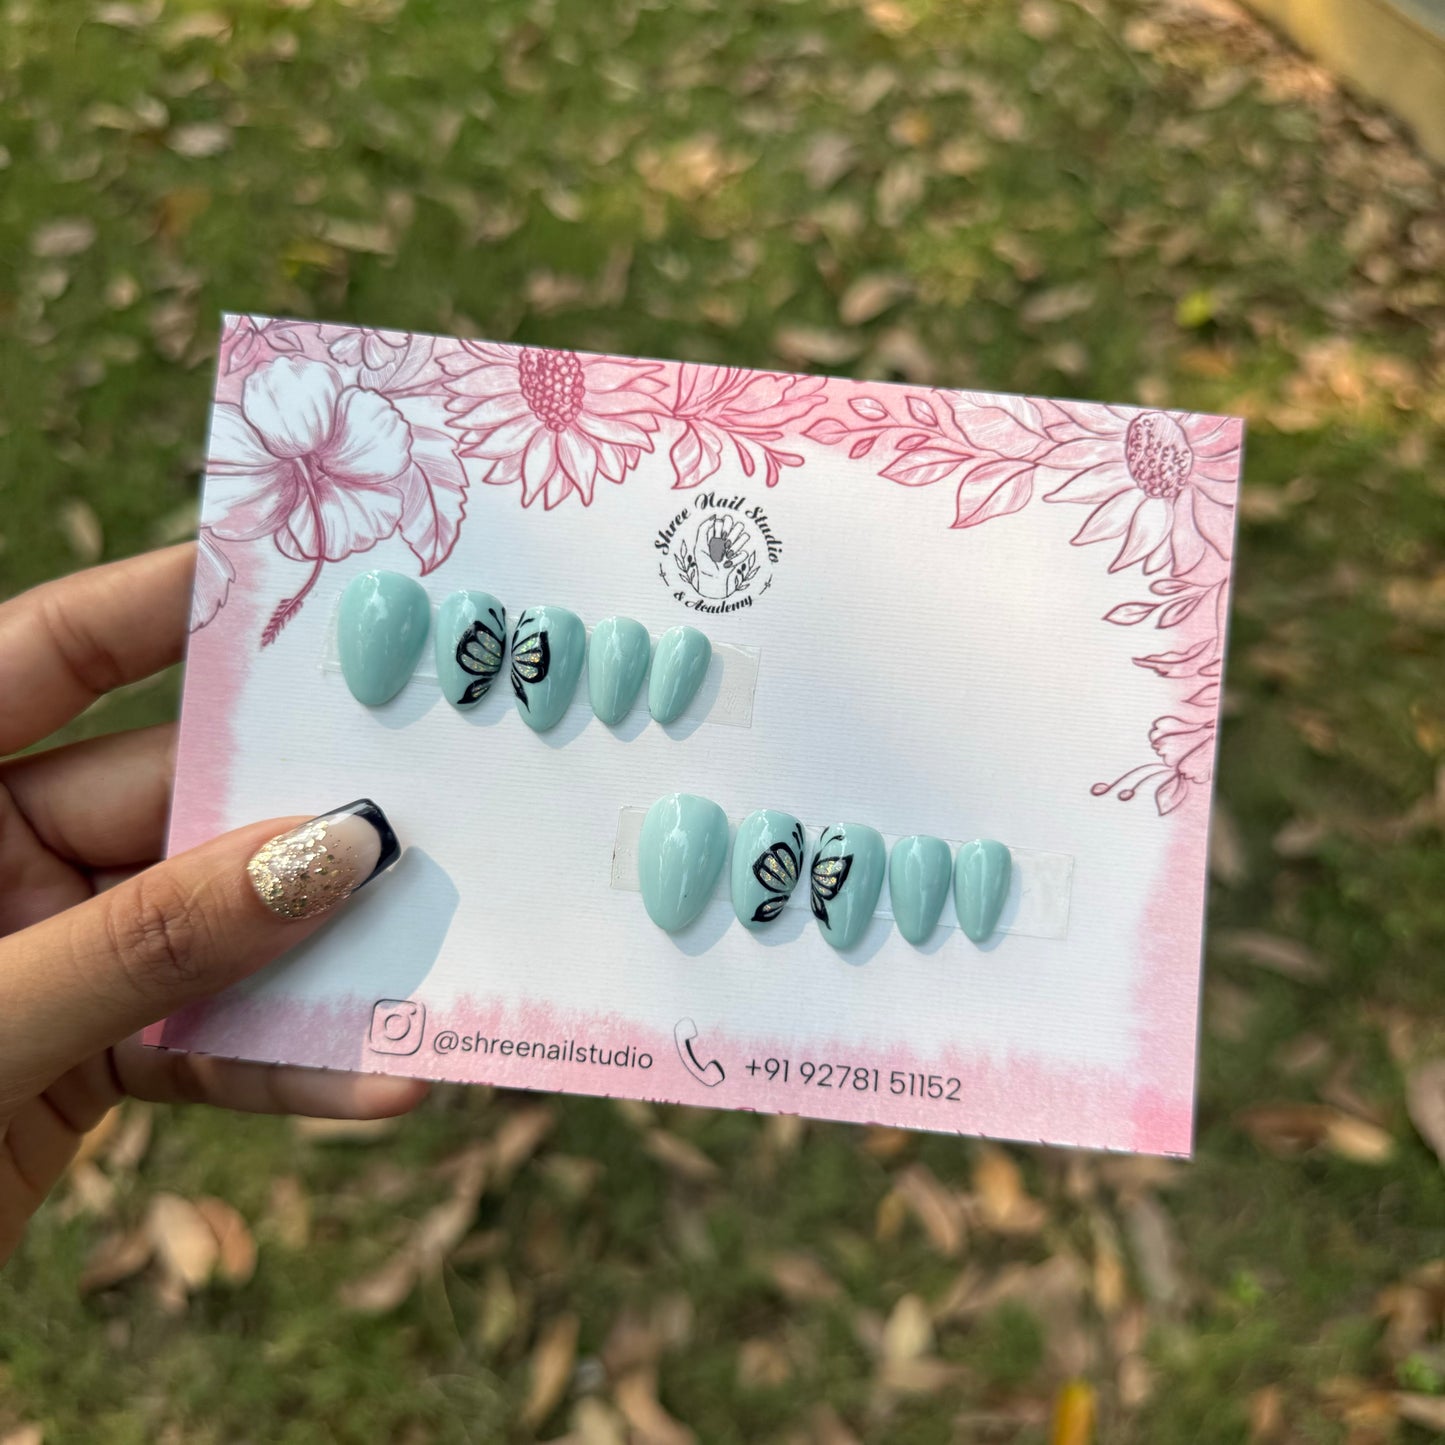 Shree Nail Studio
& Academy
@shreenailstudio
+91 92781 51152